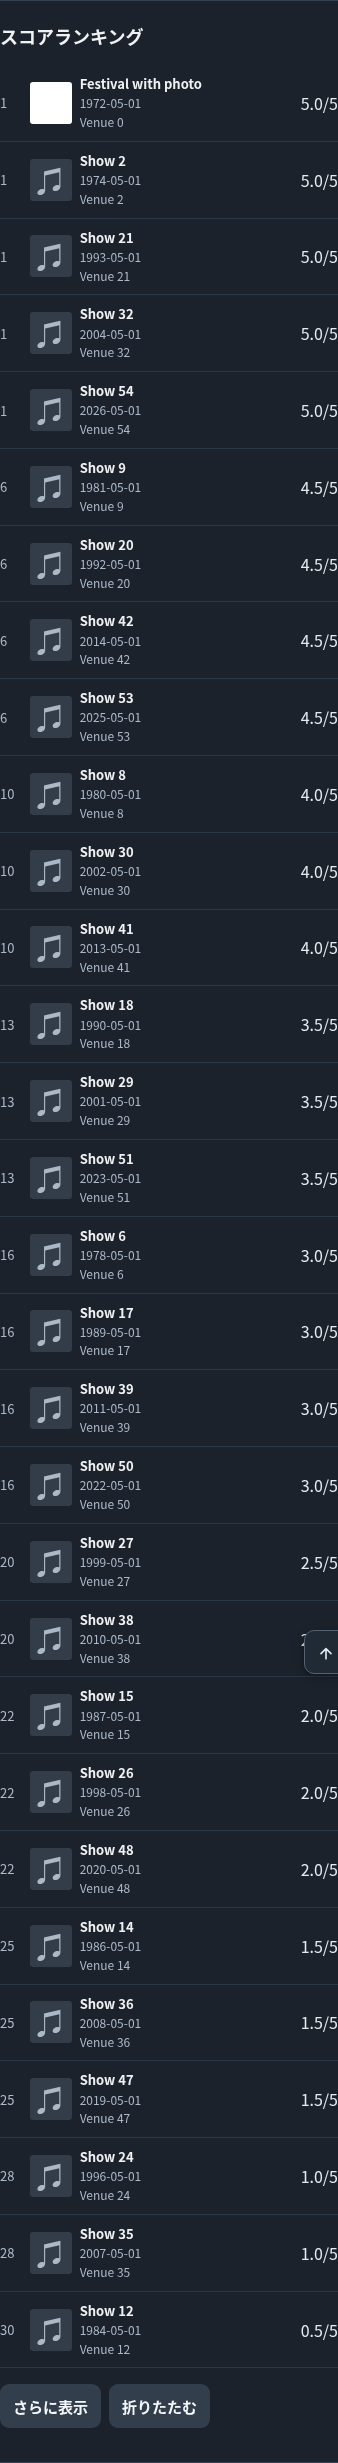 スコアランキング
Festival with photo
1
1972-05-01
5.0/5
Venue 0
Show 2
1
1974-05-01
5.0/5
Venue 2
Show 21
1
1993-05-01
5.0/5
Venue 21
Show 32
1
2004-05-01
5.0/5
Venue 32
Show 54
1
2026-05-01
5.0/5
Venue 54
Show 9
6
1981-05-01
4.5/5
Venue 9
Show 20
6
1992-05-01
4.5/5
Venue 20
Show 42
6
2014-05-01
4.5/5
Venue 42
Show 53
6
2025-05-01
4.5/5
Venue 53
Show 8
10
1980-05-01
4.0/5
Venue 8
Show 30
10
2002-05-01
4.0/5
Venue 30
Show 41
10
2013-05-01
4.0/5
Venue 41
Show 18
13
1990-05-01
3.5/5
Venue 18
Show 29
13
2001-05-01
3.5/5
Venue 29
Show 51
13
2023-05-01
3.5/5
Venue 51
Show 6
16
1978-05-01
3.0/5
Venue 6
Show 17
16
1989-05-01
3.0/5
Venue 17
Show 39
16
2011-05-01
3.0/5
Venue 39
Show 50
16
2022-05-01
3.0/5
Venue 50
Show 27
20
1999-05-01
2.5/5
Venue 27
Show 38
20
2010-05-01
Venue 38
Show 15
22
1987-05-01
2.0/5
Venue 15
Show 26
22
1998-05-01
2.0/5
Venue 26
Show 48
22
2020-05-01
2.0/5
Venue 48
Show 14
25
1986-05-01
1.5/5
Venue 14
Show 36
25
2008-05-01
1.5/5
Venue 36
Show 47
25
2019-05-01
1.5/5
Venue 47
Show 24
28
1996-05-01
1.0/5
Venue 24
Show 35
28
2007-05-01
1.0/5
Venue 35
Show 12
30
1984-05-01
0.5/5
Venue 12
さらに表示
折りたたむ